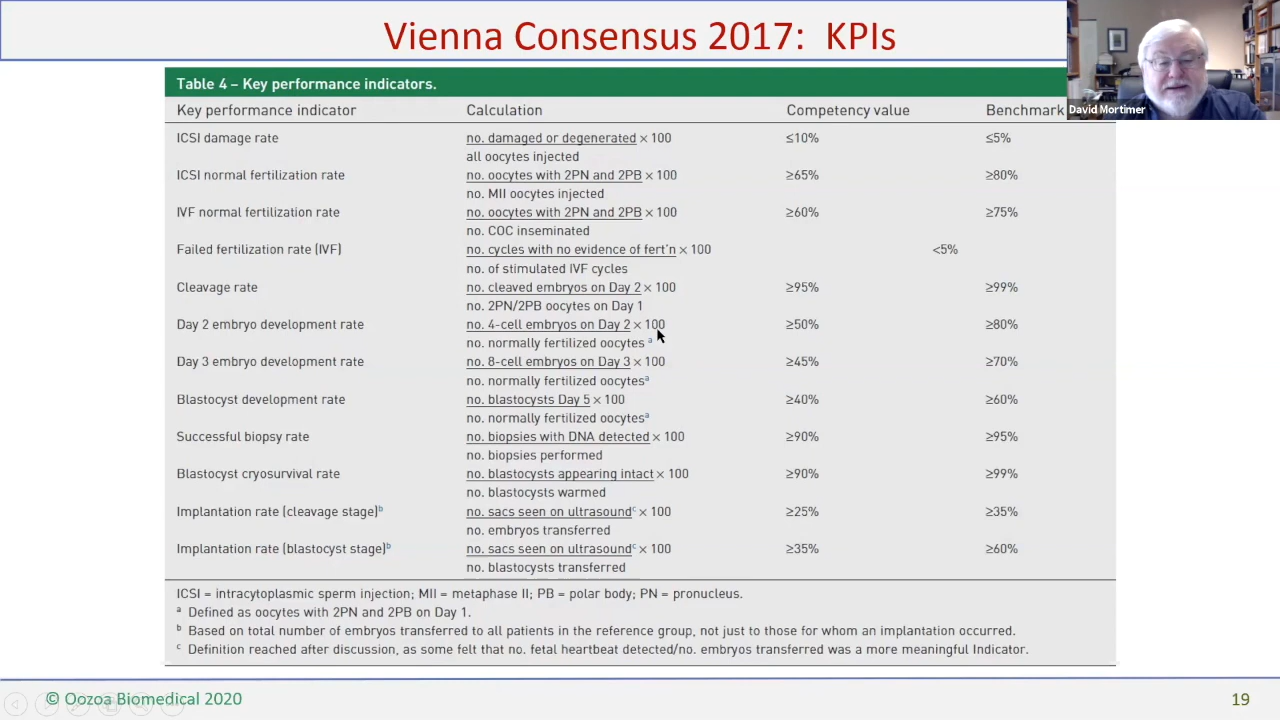 Vienna Consensus 2017: KPIs
David Mortimer
Table 4 – Key performance indicators.
Key performance indicator Calculation Competency value Benchmark
ICSI damage rate no. damaged or degenerated × 100 ≤10% ≤5%
all oocytes injected
ICSI normal fertilization rate no. oocytes with 2PN and 2PB × 100 ≥65% ≥80%
no. MII oocytes injected
IVF normal fertilization rate no. oocytes with 2PN and 2PB × 100 ≥60% ≥75%
no. COC inseminated
Failed fertilization rate (IVF) no. cycles with no evidence of fert'n × 100 <5%
no. of stimulated IVF cycles
Cleavage rate no. cleaved embryos on Day 2 × 100 ≥95% ≥99%
no. 2PN/2PB oocytes on Day 1
Day 2 embryo development rate no. 4-cell embryos on Day 2 × 100 ≥50% ≥80%
no. normally fertilized oocytes a
Day 3 embryo development rate no. 8-cell embryos on Day 3 × 100 ≥45% ≥70%
no. normally fertilized oocytesa
Blastocyst development rate no. blastocysts Day 5 × 100 ≥40% ≥60%
no. normally fertilized oocytesa
Successful biopsy rate no. biopsies with DNA detected × 100 ≥90% ≥95%
no. biopsies performed
Blastocyst cryosurvival rate no. blastocysts appearing intact × 100 ≥90% ≥99%
no. blastocysts warmed
Implantation rate (cleavage stage)b no. sacs seen on ultrasoundc × 100 ≥25% ≥35%
no. embryos transferred
Implantation rate (blastocyst stage)b no. sacs seen on ultrasoundc × 100 ≥35% ≥60%
no. blastocysts transferred
ICSI = intracytoplasmic sperm injection; MII = metaphase II; PB = polar body; PN = pronucleus.
a Defined as oocytes with 2PN and 2PB on Day 1.
b Based on total number of embryos transferred to all patients in the reference group, not just to those for whom an implantation occurred.
c Definition reached after discussion, as some felt that no. fetal heartbeat detected/no. embryos transferred was a more meaningful Indicator.
© Oozoa Biomedical 2020
19